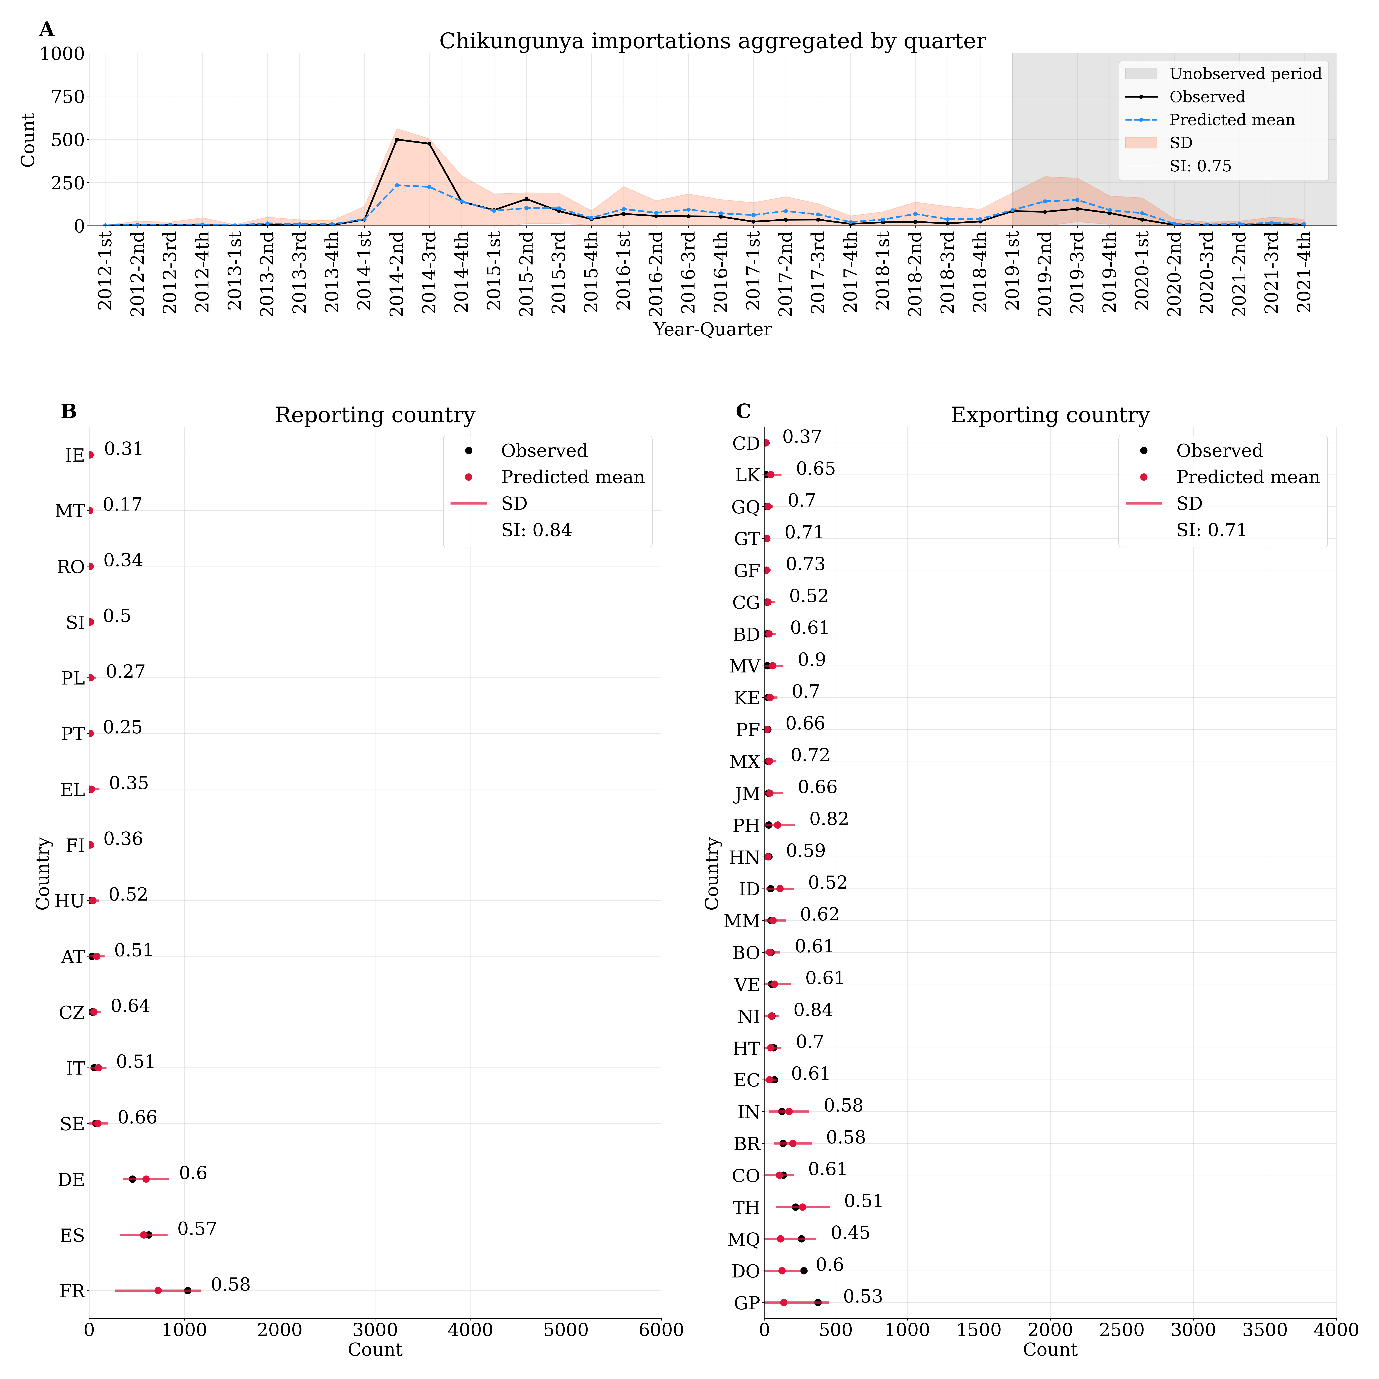 A
Chikungunya importations aggregated by quarter
1000
750
500
250
0
Count
Unobserved period
Observed
Predicted mean
SD
SI: 0.75
2012-1st
2012-2nd
2012-3rd
2012-4th
2013-1st
2013-2nd
2013-3rd
2013-4th
2014-1st
2014-2nd
2014-3rd
2014-4th
2015-1st
2015-2nd
2015-3rd
2015-4th
2016-1st
2016-2nd
2016-3rd
2016-4th
2017-1st
2017-2nd
2017-3rd
2017-4th
2018-1st
2018-2nd
2018-3rd
2018-4th
2019-1st
2019-2nd
2019-3rd
2019-4th
2020-1st
2020-2nd
2020-3rd
2021-2nd
2021-3rd
2021-4th
Year-Quarter
B
Reporting country
Observed
Predicted mean
SD
SI: 0.84
Country
IE 0.31
MT 0.17
RO 0.34
SI 0.5
PL 0.27
PT 0.25
EL 0.35
FI 0.36
HU 0.52
AT 0.51
CZ 0.64
IT 0.51
SE 0.66
DE 0.6
ES 0.57
FR 0.58
0 1000 2000 3000 4000 5000 6000
Count
C
Exporting country
Observed
Predicted mean
SD
SI: 0.71
Country
CD 0.37
LK 0.65
GQ 0.7
GT 0.71
GF 0.73
CG 0.52
BD 0.61
MV 0.9
KE 0.7
PF 0.66
MX 0.72
JM 0.66
PH 0.82
HN 0.59
ID 0.52
MM 0.62
BO 0.61
VE 0.61
NI 0.84
HT 0.7
EC 0.61
IN 0.58
BR 0.58
CO 0.61
TH 0.51
MQ 0.45
DO 0.6
GP 0.53
0 500 1000 1500 2000 2500 3000 3500 4000
Count